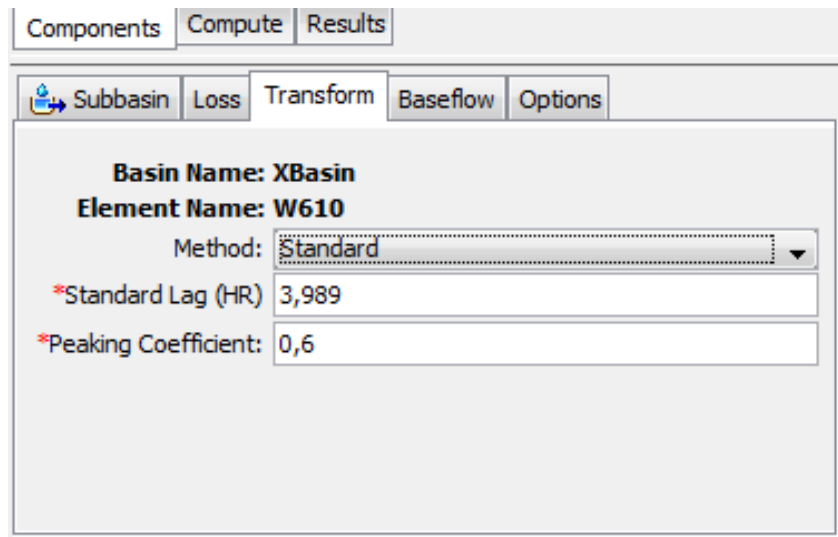 Components Compute Results
Subbasin Loss Transform Baseflow Options
Basin Name: XBasin
Element Name: W610
Method: Standard
*Standard Lag (HR) 3,989
*Peaking Coefficient: 0,6